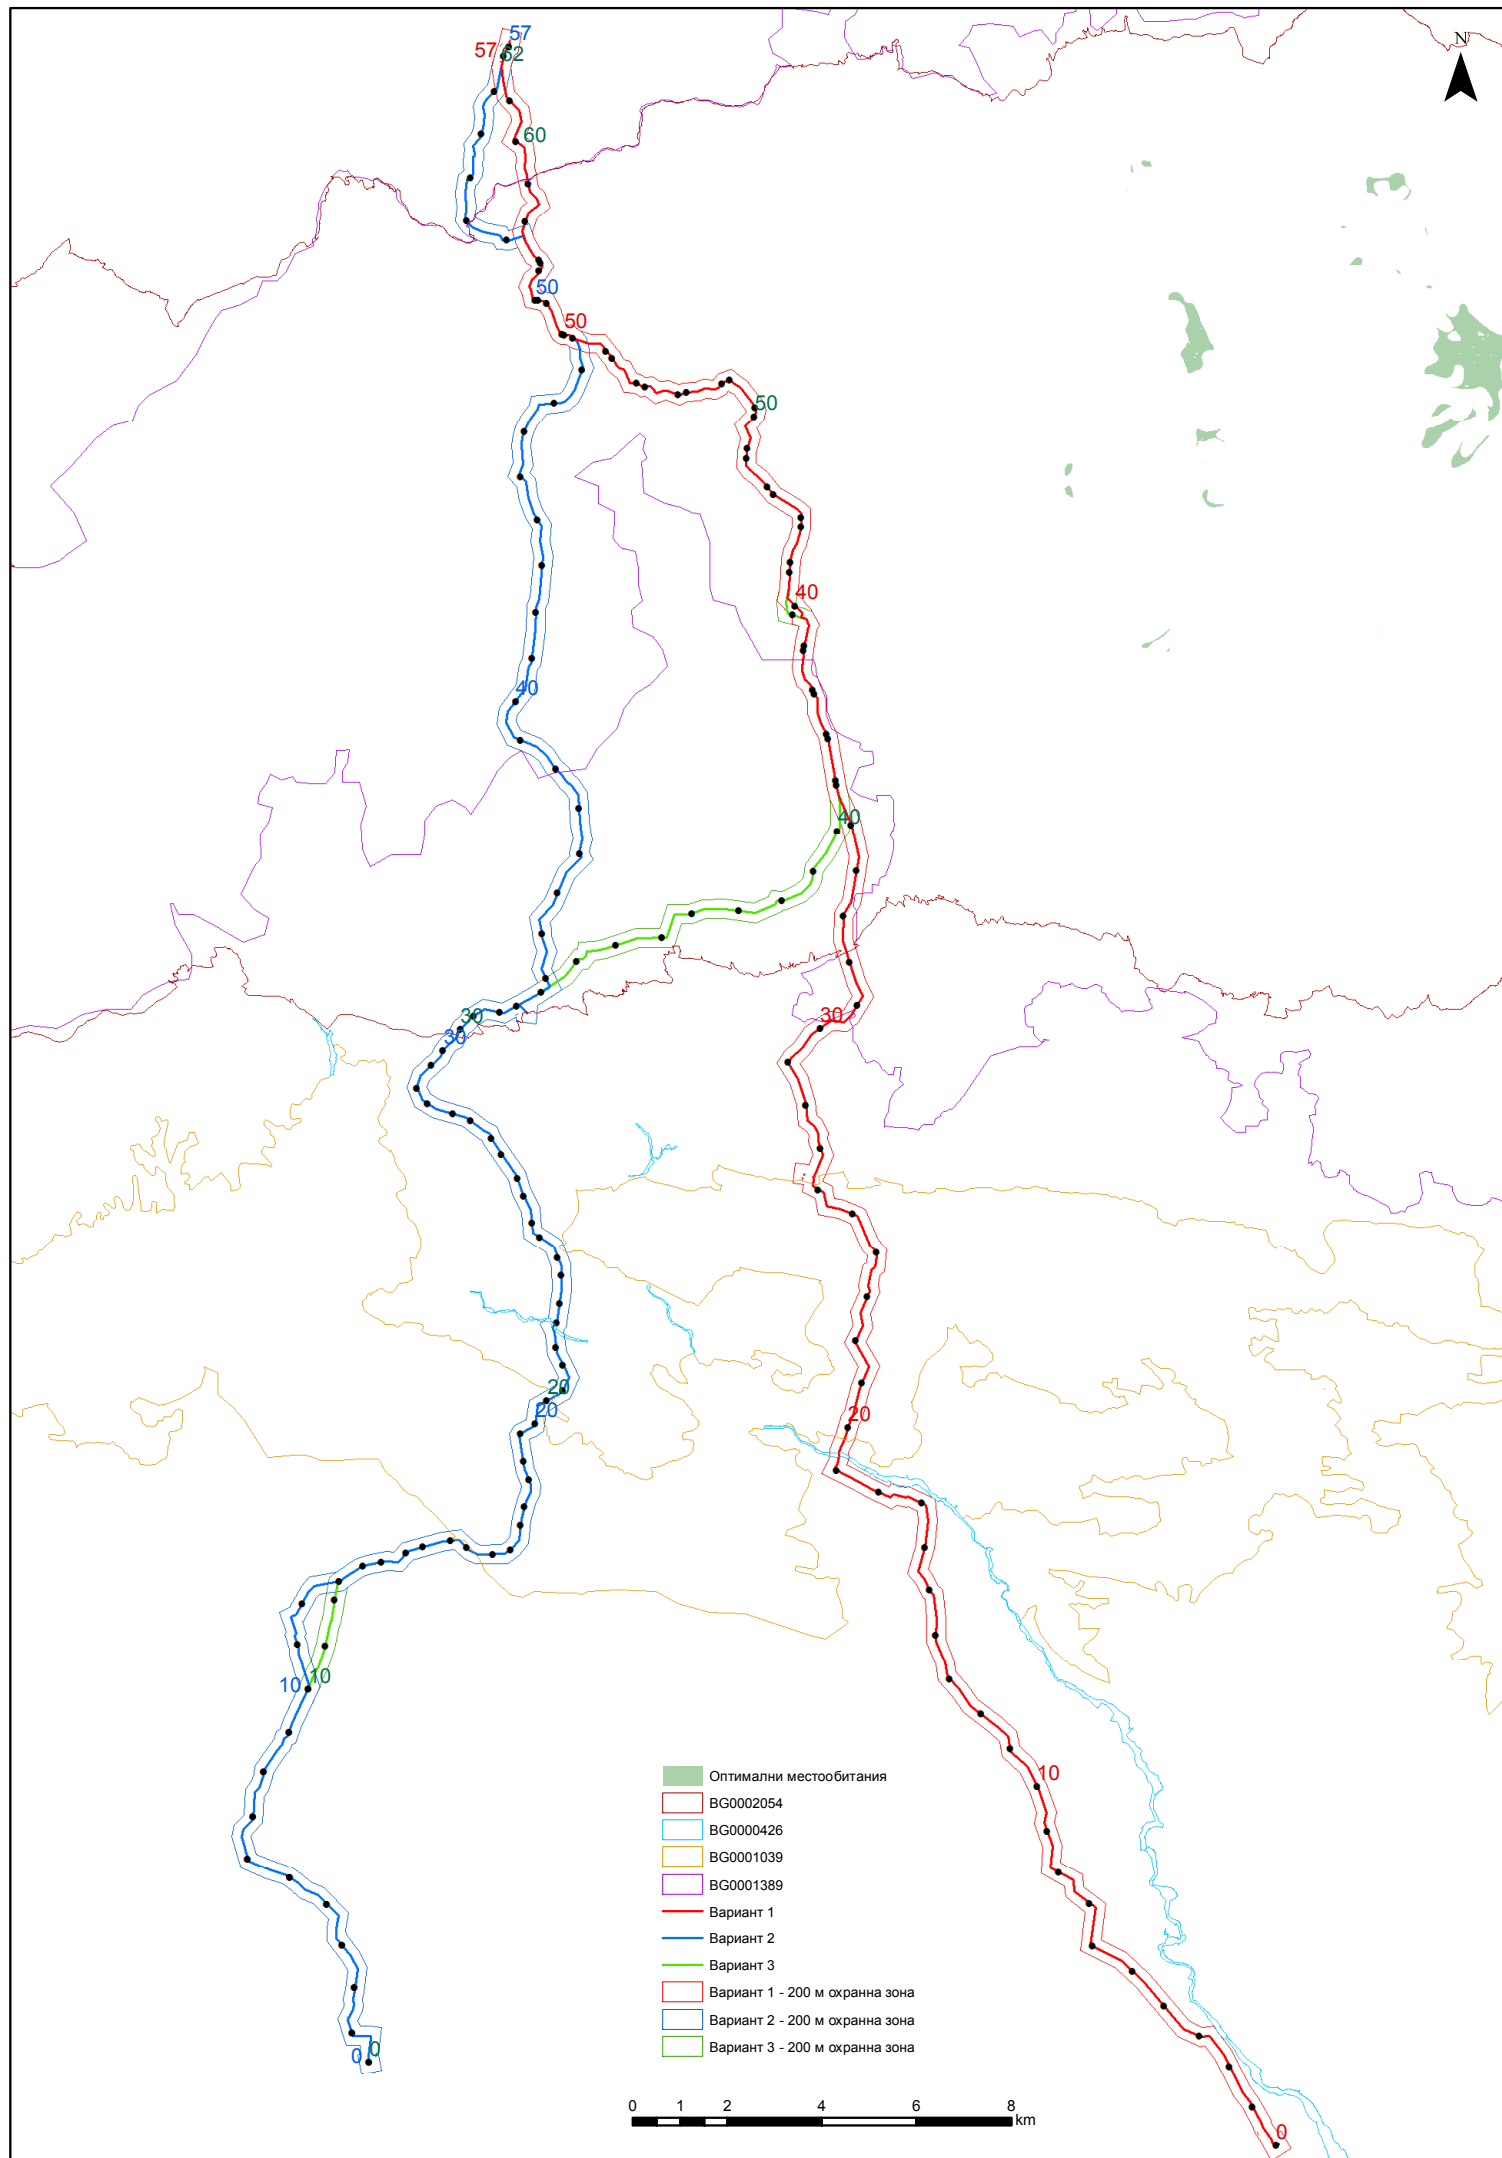 57
57
62
N
60
50
50
50
40
40
40
30
30
30
20
20
20
10
10
10
Оптимални местообитания
BG0002054
BG0000426
BG0001039
BG0001389
Вариант 1
Вариант 2
Вариант 3
Вариант 1 - 200 м охранна зона
Вариант 2 - 200 м охранна зона
Вариант 3 - 200 м охранна зона
0 0
0 1 2 4 6 8
km
0